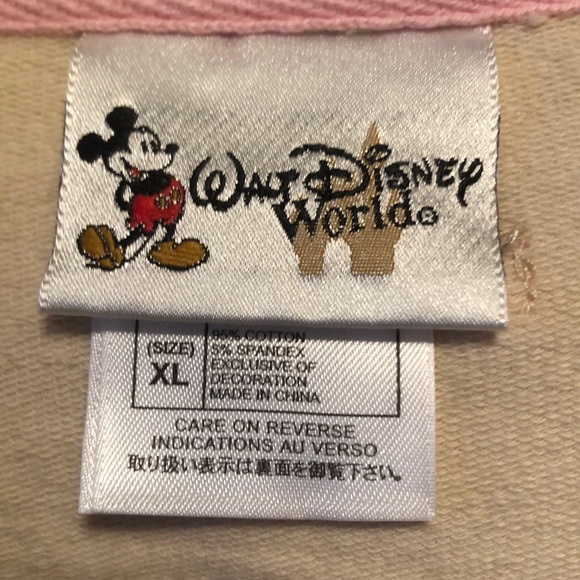 WALT DISNEY
World®
(SIZE)
XL
95% COTTON
5% SPANDEX
EXCLUSIVE OF
DECORATION
MADE IN CHINA
CARE ON REVERSE
INDICATIONS AU VERSO
取り扱い表示は裏面を御覧下さい。